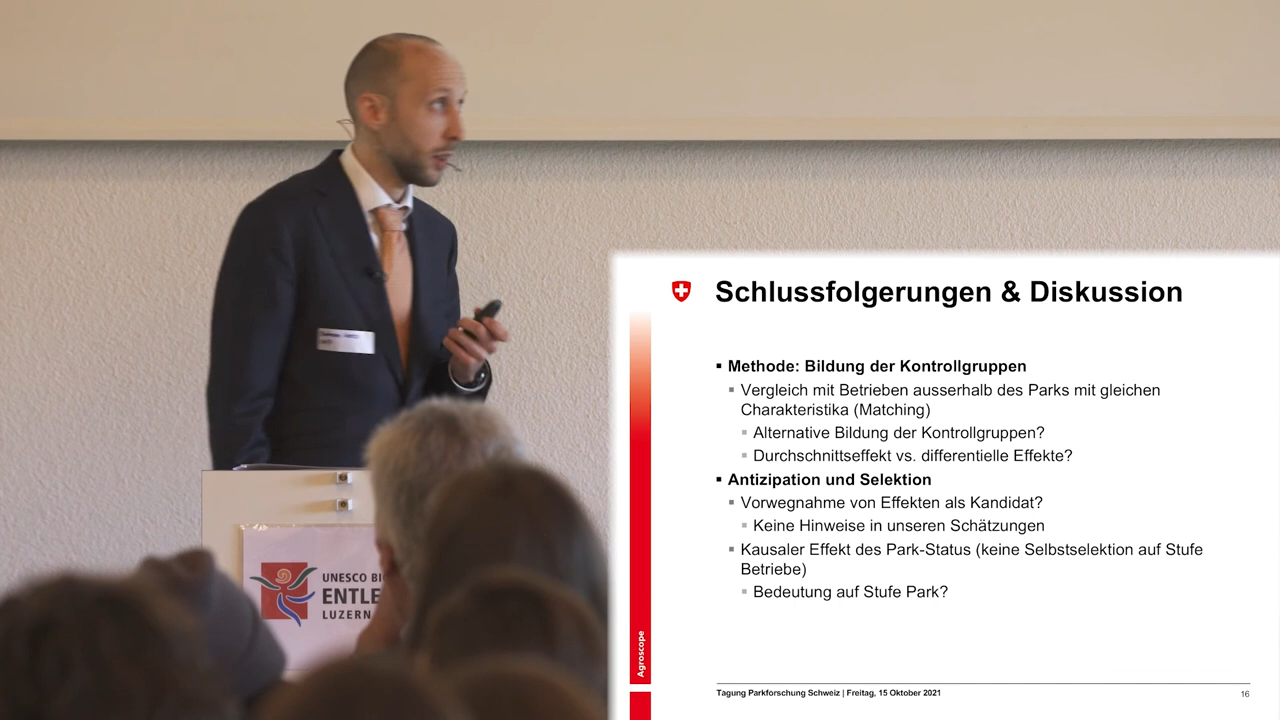 UNESCO BI
ENTLE
LUZERN
Schlussfolgerungen & Diskussion
▪ Methode: Bildung der Kontrollgruppen
▪ Vergleich mit Betrieben ausserhalb des Parks mit gleichen
Charakteristika (Matching)
▪ Alternative Bildung der Kontrollgruppen?
▪ Durchschnittseffekt vs. differentielle Effekte?
▪ Antizipation und Selektion
▪ Vorwegnahme von Effekten als Kandidat?
▪ Keine Hinweise in unseren Schätzungen
▪ Kausaler Effekt des Park-Status (keine Selbstselektion auf Stufe
Betriebe)
▪ Bedeutung auf Stufe Park?
Agroscope
Tagung Parkforschung Schweiz | Freitag, 15 Oktober 2021
16